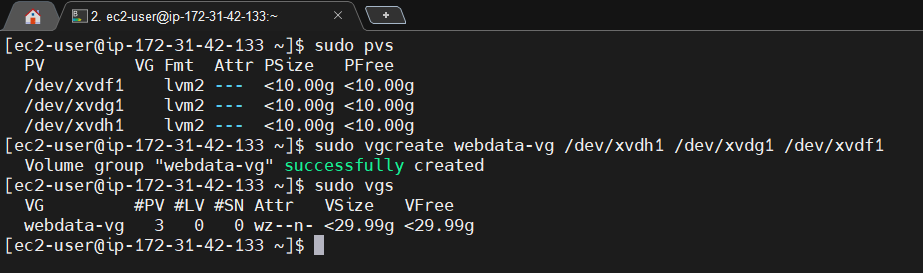 2. ec2-user@ip-172-31-42-133:~
[ec2-user@ip-172-31-42-133 ~]$ sudo pvs
  PV         VG Fmt  Attr PSize   PFree
  /dev/xvdf1    lvm2 ---  <10.00g <10.00g
  /dev/xvdg1    lvm2 ---  <10.00g <10.00g
  /dev/xvdh1    lvm2 ---  <10.00g <10.00g
[ec2-user@ip-172-31-42-133 ~]$ sudo vgcreate webdata-vg /dev/xvdh1 /dev/xvdg1 /dev/xvdf1
  Volume group "webdata-vg" successfully created
[ec2-user@ip-172-31-42-133 ~]$ sudo vgs
  VG         #PV #LV #SN Attr   VSize   VFree
  webdata-vg   3   0   0 wz--n- <29.99g <29.99g
[ec2-user@ip-172-31-42-133 ~]$